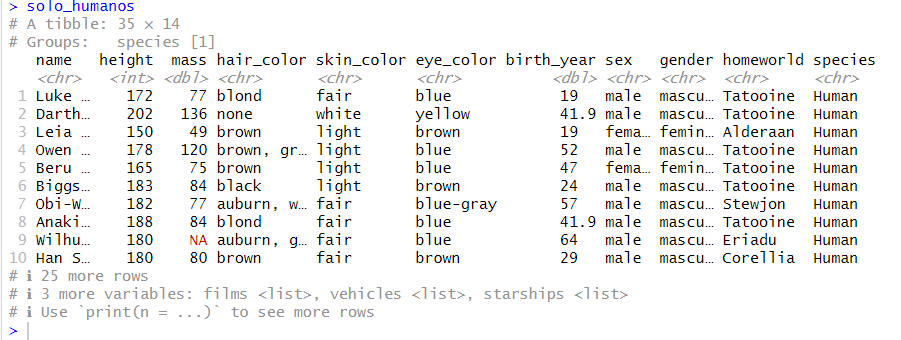 > solo_humanos
# A tibble: 35 × 14
# Groups:   species [1]
   name   height  mass hair_color skin_color eye_color birth_year sex   gender homeworld species
   <chr>   <int> <dbl> <chr>      <chr>      <chr>          <dbl> <chr> <chr>  <chr>     <chr>
 1 Luke …    172    77 blond      fair       blue            19   male  mascu… Tatooine  Human
 2 Darth…    202   136 none       white      yellow          41.9 male  mascu… Tatooine  Human
 3 Leia …    150    49 brown      light      brown           19   fema… femin… Alderaan  Human
 4 Owen …    178   120 brown, gr… light      blue            52   male  mascu… Tatooine  Human
 5 Beru …    165    75 brown      light      blue            47   fema… femin… Tatooine  Human
 6 Biggs…    183    84 black      light      brown           24   male  mascu… Tatooine  Human
 7 Obi-W…    182    77 auburn, w… fair       blue-gray       57   male  mascu… Stewjon   Human
 8 Anaki…    188    84 blond      fair       blue            41.9 male  mascu… Tatooine  Human
 9 Wilhu…    180    NA auburn, g… fair       blue            64   male  mascu… Eriadu    Human
10 Han S…    180    80 brown      fair       brown           29   male  mascu… Corellia  Human
# ℹ 25 more rows
# ℹ 3 more variables: films <list>, vehicles <list>, starships <list>
# ℹ Use `print(n = ...)` to see more rows
>